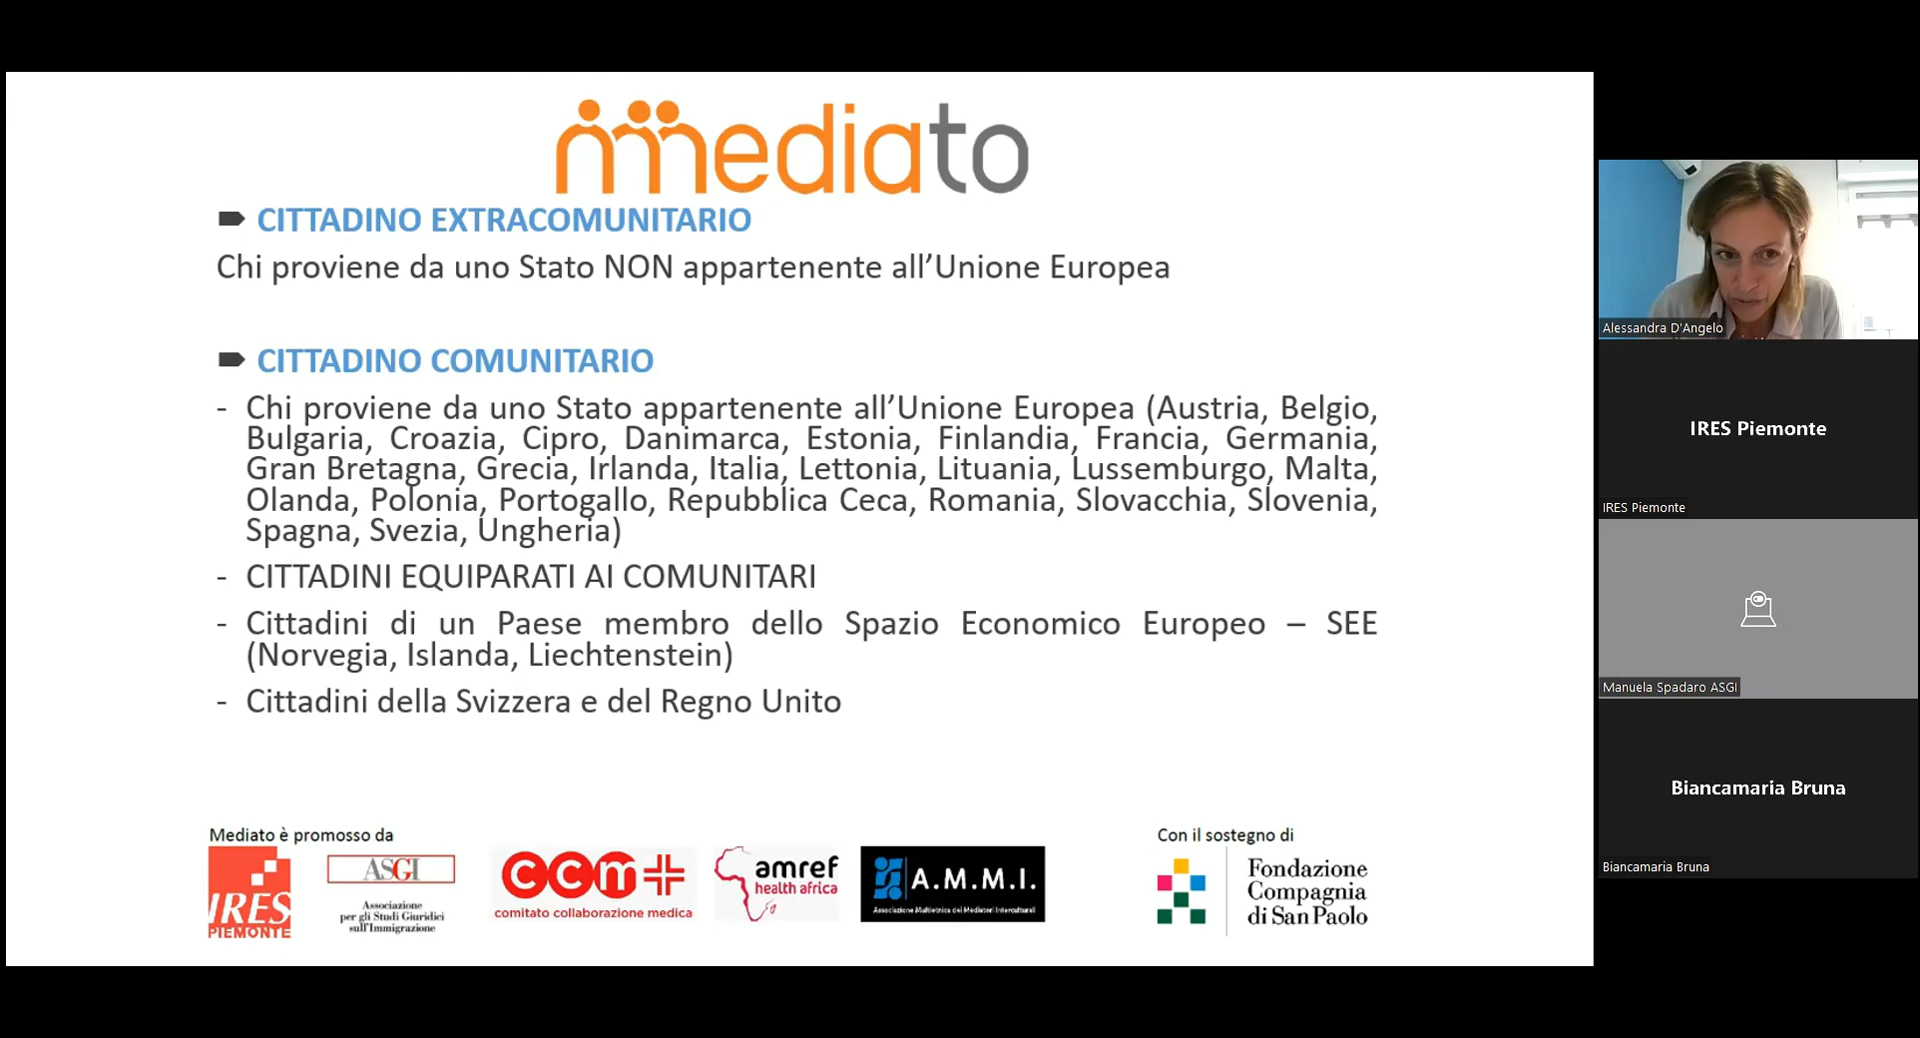 mediato
CITTADINO EXTRACOMUNITARIO
Chi proviene da uno Stato NON appartenente all’Unione Europea
CITTADINO COMUNITARIO
- Chi proviene da uno Stato appartenente all’Unione Europea (Austria, Belgio,
Bulgaria, Croazia, Cipro, Danimarca, Estonia, Finlandia, Francia, Germania,
Gran Bretagna, Grecia, Irlanda, Italia, Lettonia, Lituania, Lussemburgo, Malta,
Olanda, Polonia, Portogallo, Repubblica Ceca, Romania, Slovacchia, Slovenia,
Spagna, Svezia, Ungheria)
- CITTADINI EQUIPARATI AI COMUNITARI
- Cittadini di un Paese membro dello Spazio Economico Europeo – SEE
(Norvegia, Islanda, Liechtenstein)
- Cittadini della Svizzera e del Regno Unito
Mediato è promosso da
IRES
PIEMONTE
ASGI
Associazione
per gli Studi Giuridici
sull'Immigrazione
ccm+
comitato collaborazione medica
amref
health africa
A.M.M.I.
Associazione Multietnica dei Mediatori Interculturali
Con il sostegno di
Fondazione
Compagnia
di San Paolo
Alessandra D'Angelo
IRES Piemonte
IRES Piemonte
Manuela Spadaro ASGI
Biancamaria Bruna
Biancamaria Bruna